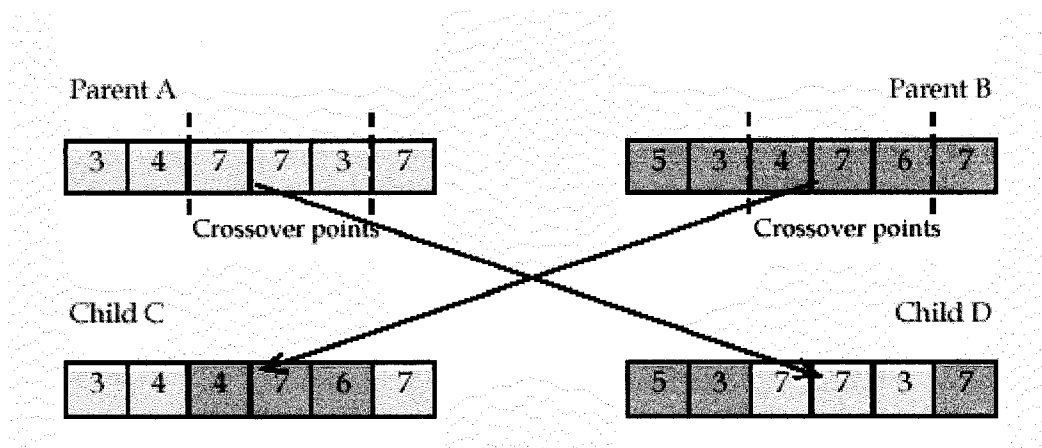 Parent A
Parent B
3 4 7 7 3 7
5 3 4 7 6 7
Crossover points
Crossover points
Child C
Child D
3 4 4 7 6 7
5 3 7 7 3 7